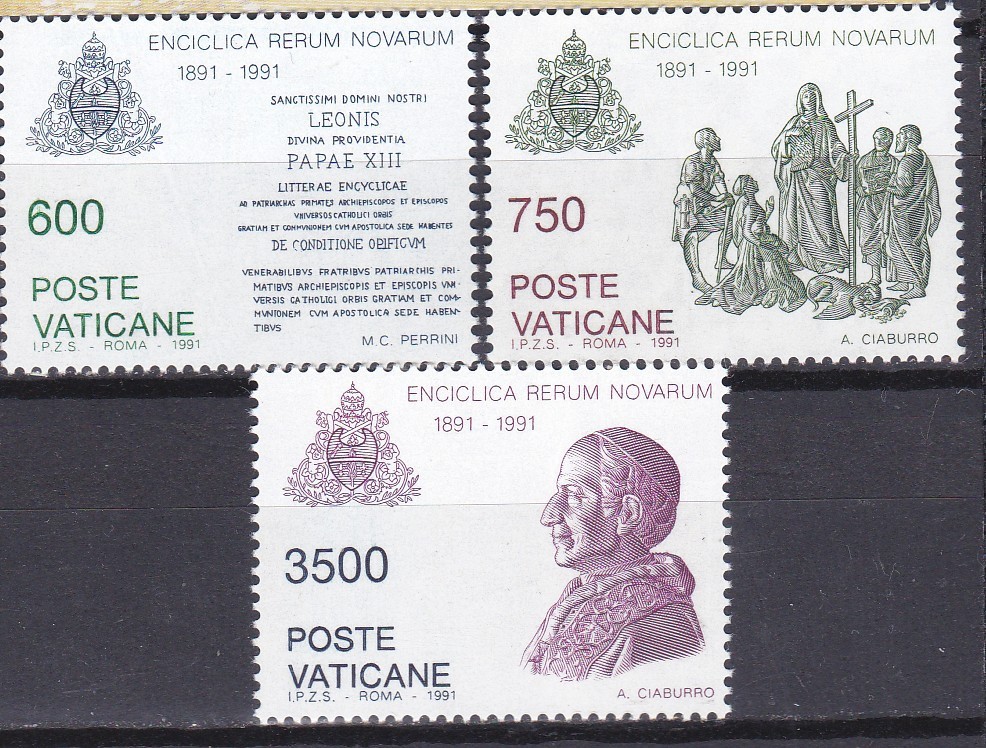 ENCICLICA RERUM NOVARUM
1891 - 1991
SANCTISSIMI DOMINI NOSTRI
LEONIS
DIVINA PROVIDENTIA
PAPAE XIII
LITTERAE ENCYCLICAE
AD PATRIARCHAS PRIMATES ARCHIEPISCOPOS ET EPISCOPOS
VNIVERSOS CATHOLICI ORBIS
GRATIAM ET COMMVNIONEM CVM APOSTOLICA SEDE HABENTES
DE CONDITIONE OPIFICVM
VENERABILIBVS FRATRIBVS PATRIARCHIS PRI-
MATIBVS ARCHIEPISCOPIS ET EPISCOPIS VNI-
VERSIS CATHOLICI ORBIS GRATIAM ET COM-
MVNIONEM CVM APOSTOLICA SEDE HABEN-
TIBVS
600
POSTE
VATICANE
I.P.Z.S. - ROMA - 1991
M.C. PERRINI
ENCICLICA RERUM NOVARUM
1891 - 1991
750
POSTE
VATICANE
I.P.Z.S. - ROMA - 1991
A. CIABURRO
ENCICLICA RERUM NOVARUM
1891 - 1991
3500
POSTE
VATICANE
I.P.Z.S. - ROMA - 1991
A. CIABURRO